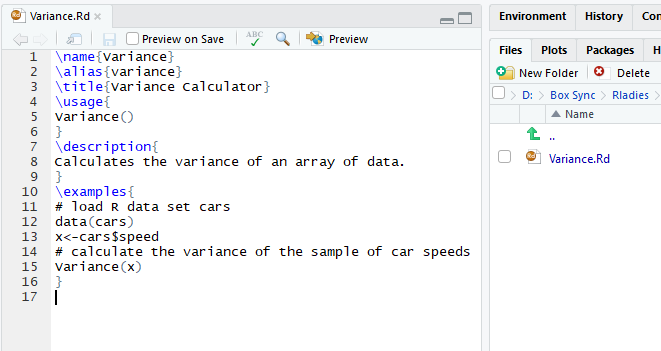 Variance.Rd
Preview on Save
ABC
Preview
1 \name{Variance}
2 \alias{variance}
3 \title{Variance Calculator}
4 \usage{
5 Variance()
6 }
7 \description{
8 Calculates the variance of an array of data.
9 }
10 \examples{
11 # load R data set cars
12 data(cars)
13 x<-cars$speed
14 # calculate the variance of the sample of car speeds
15 Variance(x)
16 }
17
Environment History Con
Files Plots Packages H
New Folder Delete
D: Box Sync Rladies
Name
..
Variance.Rd